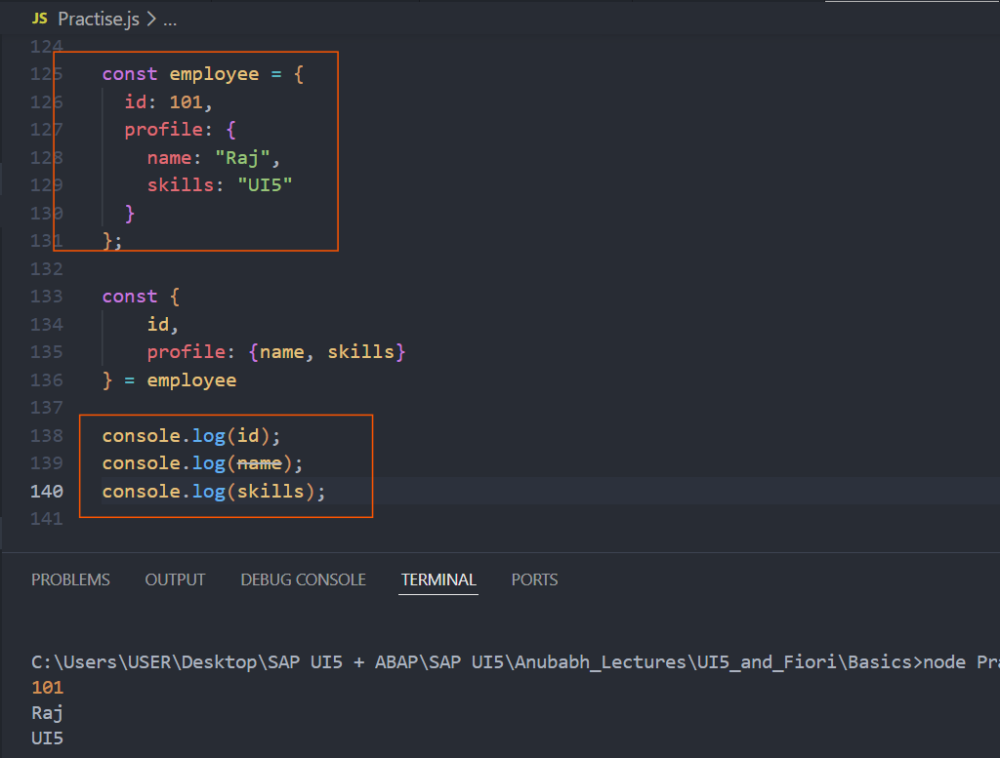 JS Practise.js > ...
124
125 const employee = {
126 id: 101,
127 profile: {
128 name: "Raj",
129 skills: "UI5"
130 }
131 };
132
133 const {
134 id,
135 profile: {name, skills}
136 } = employee
137
138 console.log(id);
139 console.log(name);
140 console.log(skills);
141
PROBLEMS OUTPUT DEBUG CONSOLE TERMINAL PORTS
C:\Users\USER\Desktop\SAP UI5 + ABAP\SAP UI5\Anubabh_Lectures\UI5_and_Fiori\Basics>node Pra
101
Raj
UI5